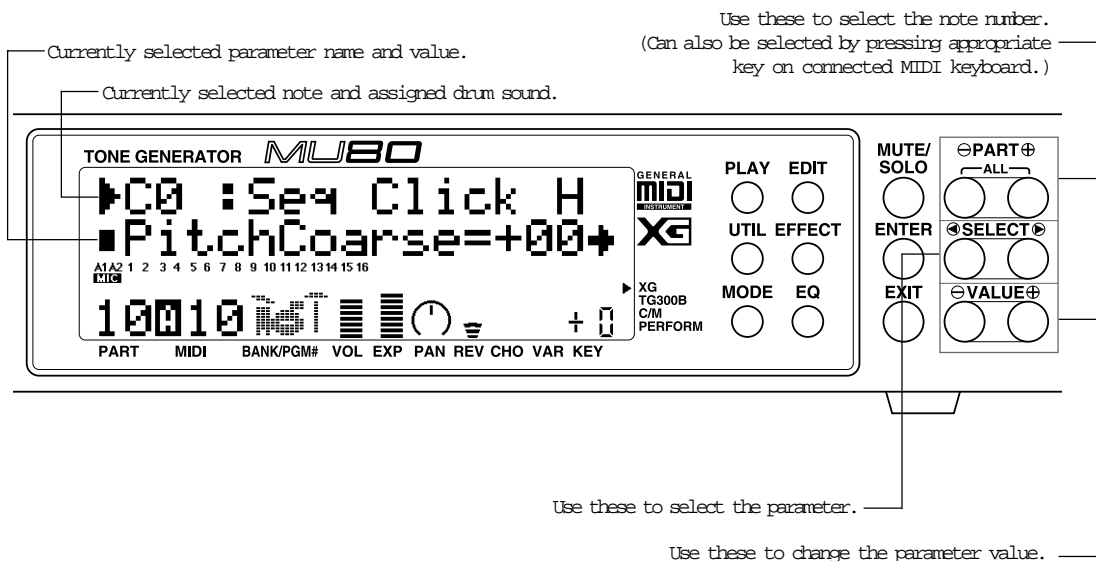 Use these to select the note number.
(Can also be selected by pressing appropriate
key on connected MIDI keyboard.)
Currently selected parameter name and value.
Currently selected note and assigned drum sound.
TONE GENERATOR MU80
C0 :Seq Click H
PitchCoarse=+00
A1 A2 1 2 3 4 5 6 7 8 9 10 11 12 13 14 15 16
MIC
10 10 + 0
PART MIDI BANK/PGM# VOL EXP PAN REV CHO VAR KEY
GENERAL
MIDI
INSTRUMENT
XG
XG
TG300B
C/M
PERFORM
PLAY EDIT
UTIL EFFECT
MODE EQ
MUTE/
SOLO
ENTER
EXIT
PART
ALL
SELECT
VALUE
Use these to select the parameter.
Use these to change the parameter value.